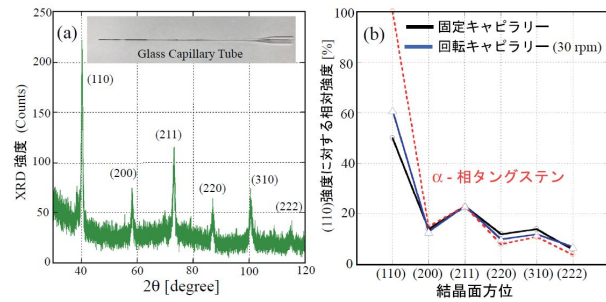 (a)
Glass Capillary Tube
XRD 強度 (Counts)
250
200
150
100
50
0
(110)
(200)
(211)
(220)
(310)
(222)
40
60
80
100
120
2θ [degree]
(b)
固定キャピラリー
回転キャピラリー (30 rpm)
α - 相タングステン
(110)強度に対する相対強度 [%]
100
80
60
40
20
0
(110) (200) (211) (220) (310) (222)
結晶面方位